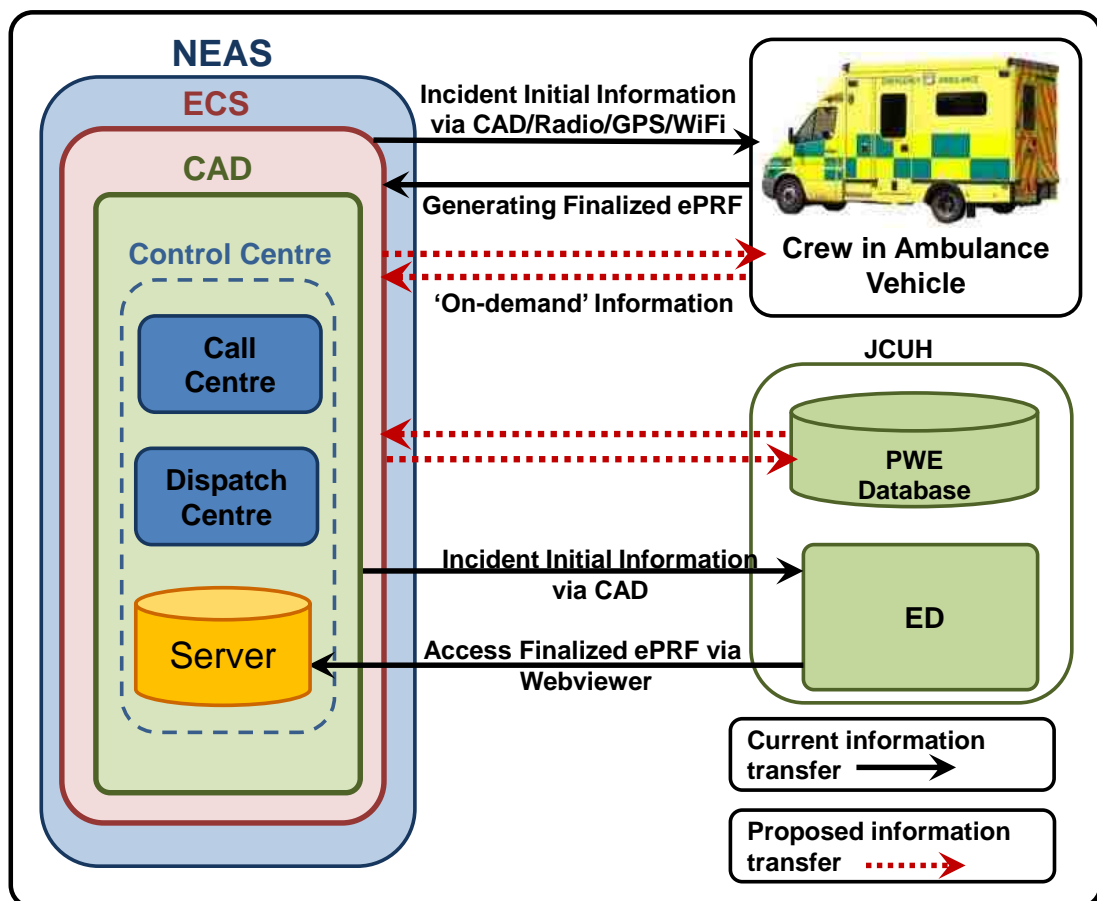 NEAS
ECS
CAD
Control Centre
Call
Centre
Dispatch
Centre
Server
Incident Initial Information
via CAD/Radio/GPS/WiFi
Generating Finalized ePRF
‘On-demand’ Information
EMERGENCY AMBULANCE
Crew in Ambulance
Vehicle
JCUH
PWE
Database
Incident Initial Information
via CAD
ED
Access Finalized ePRF via
Webviewer
Current information
transfer
Proposed information
transfer